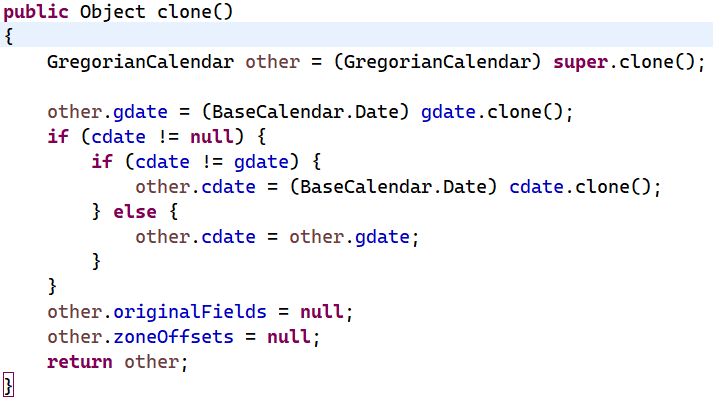 public Object clone()
{
    GregorianCalendar other = (GregorianCalendar) super.clone();

    other.gdate = (BaseCalendar.Date) gdate.clone();
    if (cdate != null) {
        if (cdate != gdate) {
            other.cdate = (BaseCalendar.Date) cdate.clone();
        } else {
            other.cdate = other.gdate;
        }
    }
    other.originalFields = null;
    other.zoneOffsets = null;
    return other;
}